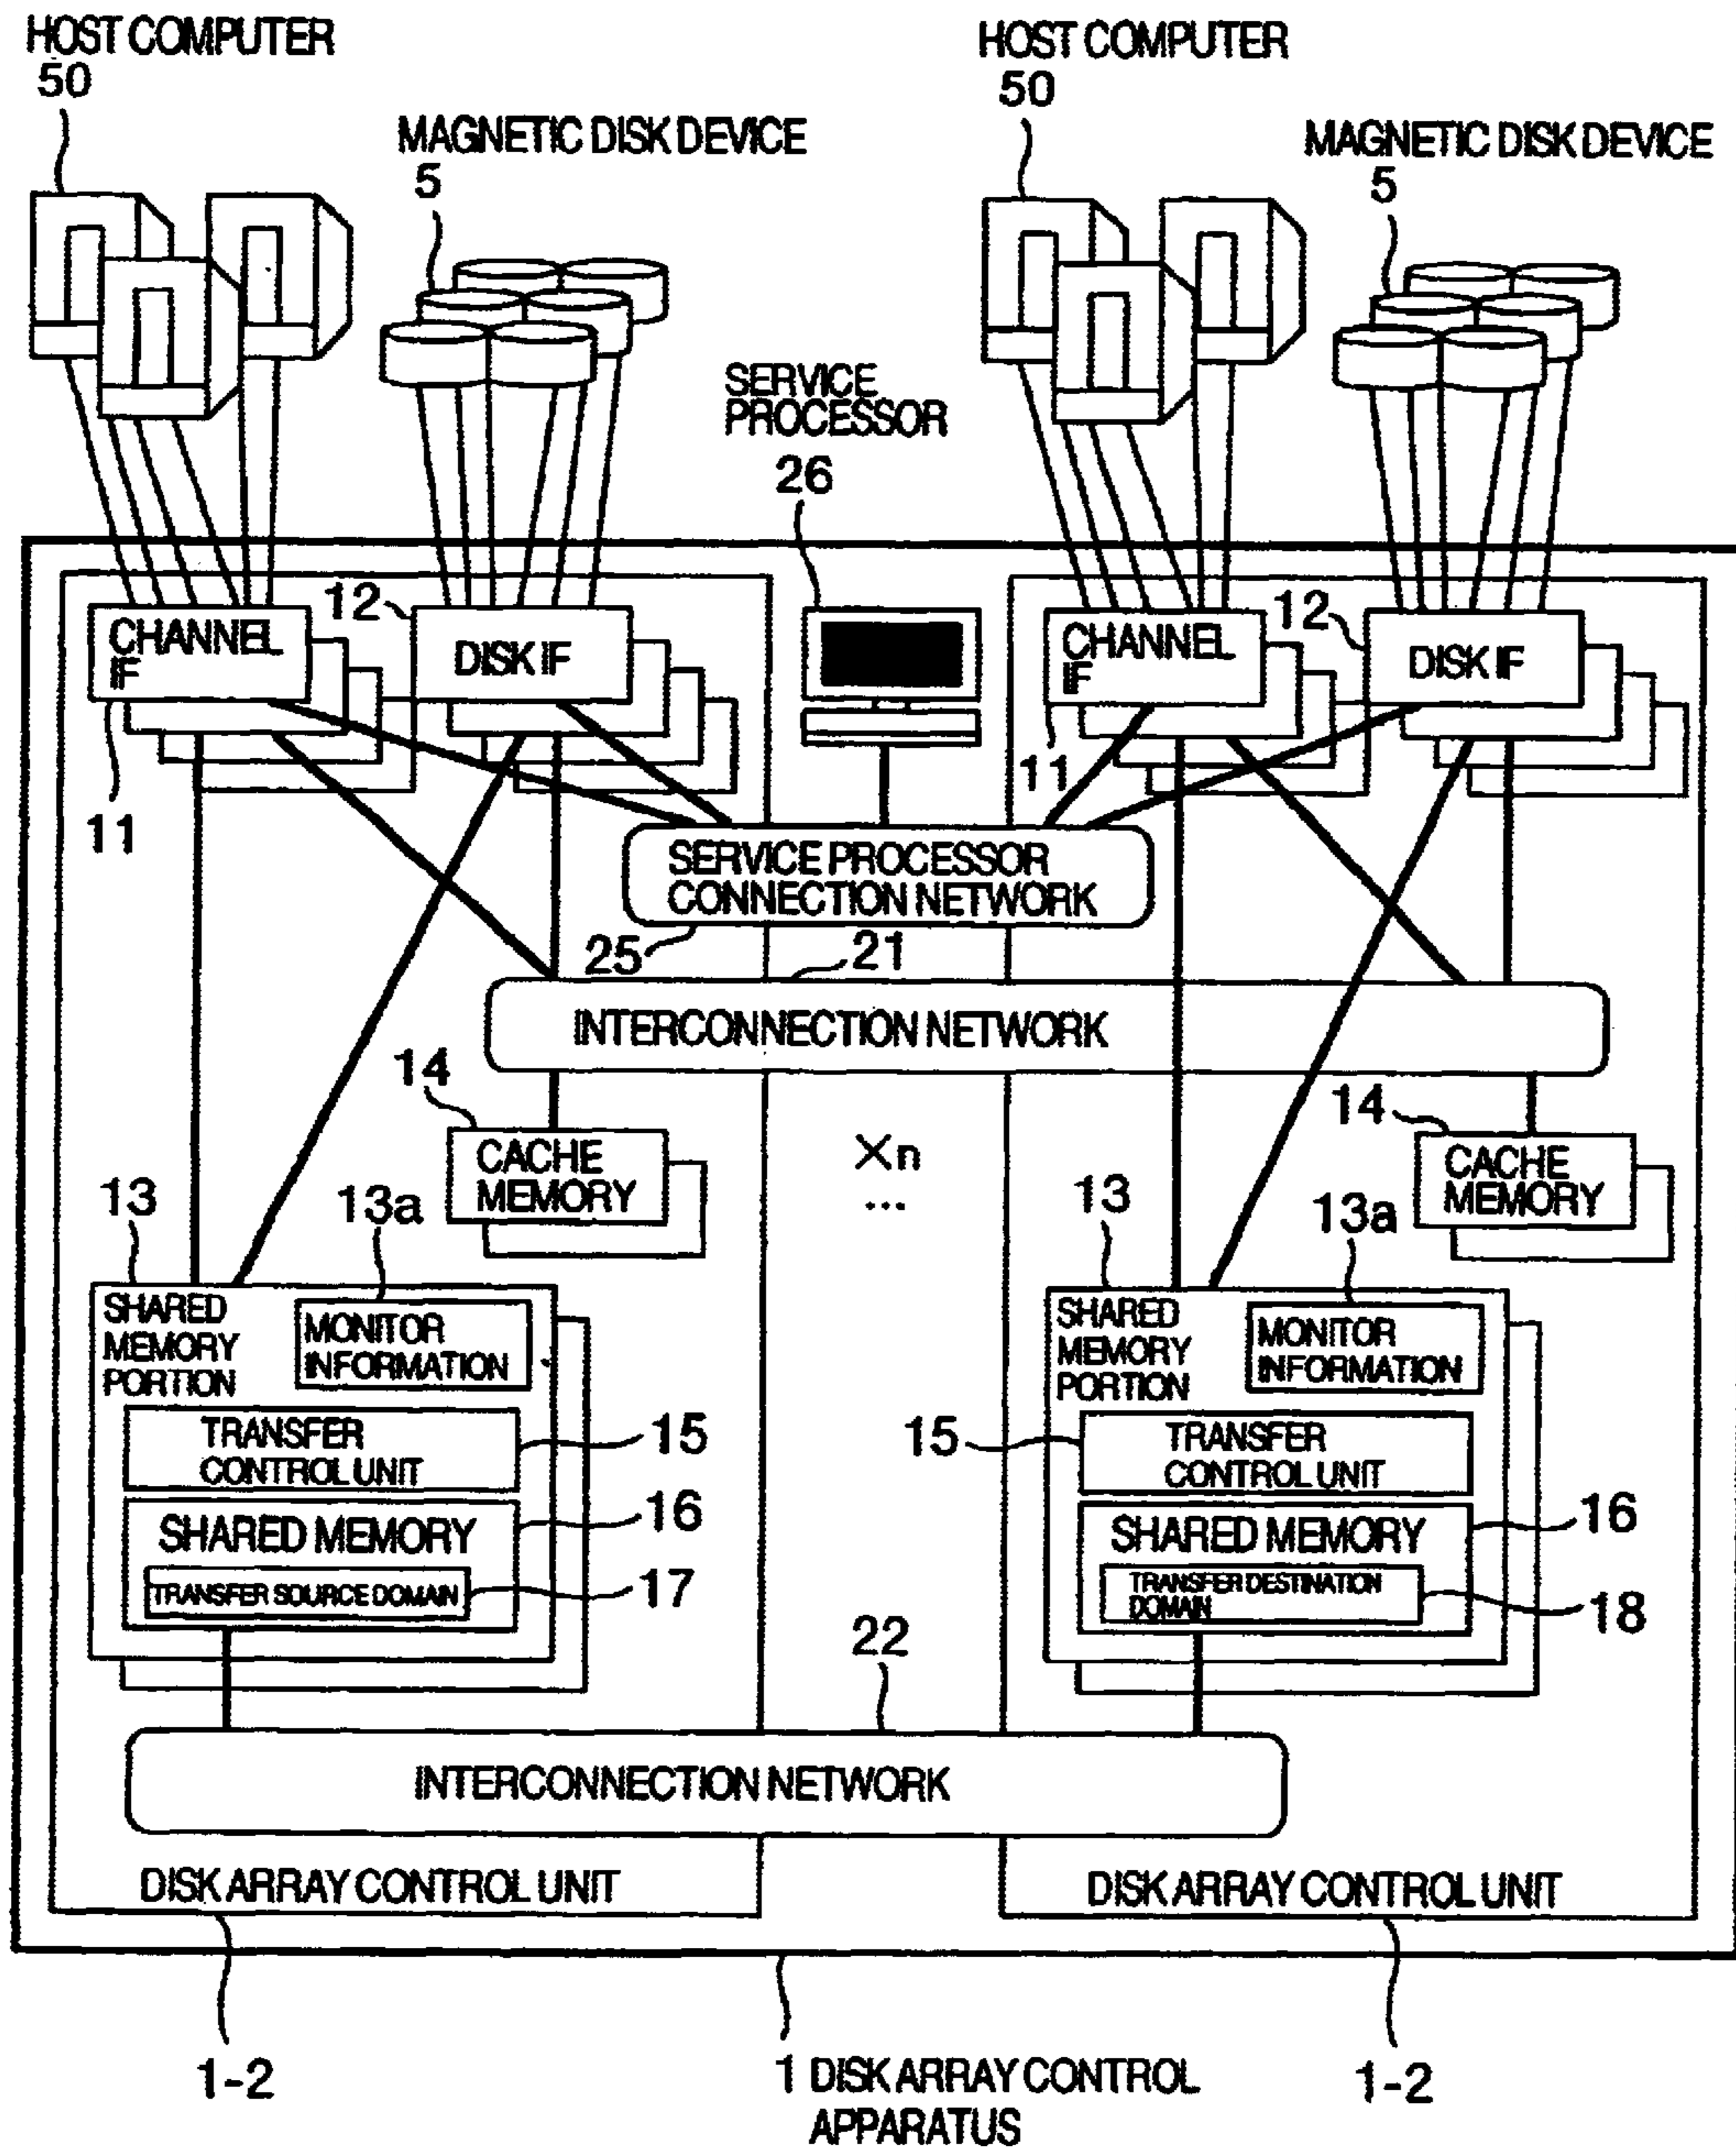 HOST COMPUTER
50
MAGNETIC DISK DEVICE
5
HOST COMPUTER
50
MAGNETIC DISK DEVICE
5
SERVICE
PROCESSOR
26
CHANNEL
IF
11
12
DISK IF
CHANNEL
IF
11
12
DISK IF
SERVICE PROCESSOR
CONNECTION NETWORK
25
21
INTERCONNECTION NETWORK
14
CACHE
MEMORY
Xn
...
14
CACHE
MEMORY
13
13a
SHARED
MEMORY
PORTION
MONITOR
INFORMATION
TRANSFER
CONTROL UNIT
15
SHARED MEMORY
16
TRANSFER SOURCE DOMAIN
17
13
13a
SHARED
MEMORY
PORTION
MONITOR
INFORMATION
15
TRANSFER
CONTROL UNIT
SHARED MEMORY
16
TRANSFER DESTINATION
DOMAIN
18
22
INTERCONNECTION NETWORK
DISK ARRAY CONTROL UNIT
DISK ARRAY CONTROL UNIT
1-2
1 DISK ARRAY CONTROL
APPARATUS
1-2